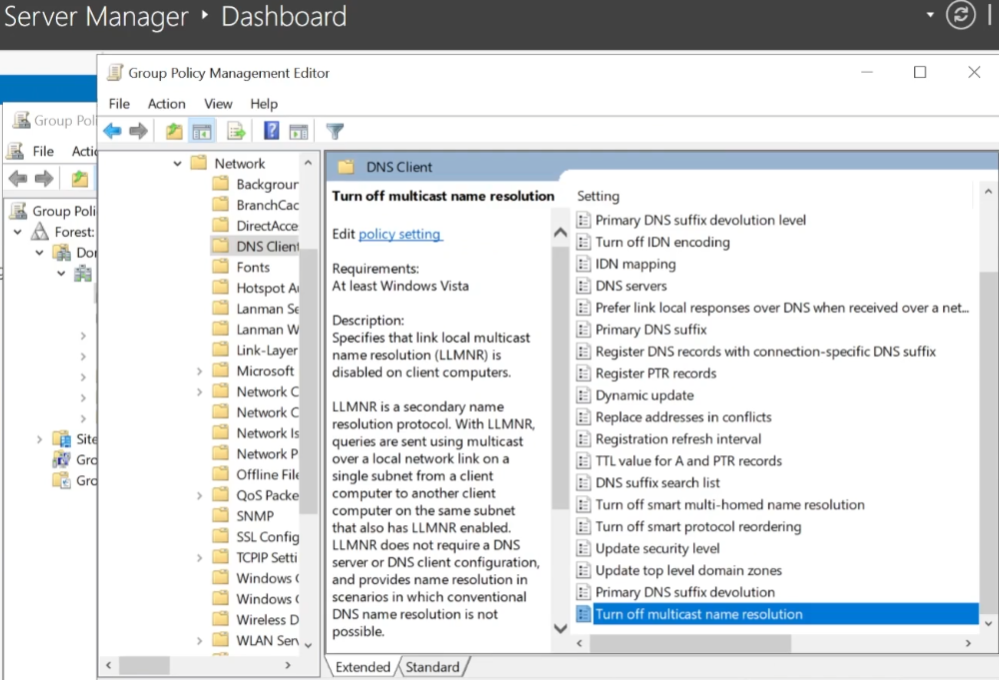 Server Manager ‣ Dashboard
Group Policy Management Editor
File Action View Help
Group Poli
File Actic
Group Poli
Forest:
Dor
Site
Grc
Grc
Network
Backgrour
BranchCac
DirectAcce
DNS Client
Fonts
Hotspot Au
Lanman Se
Lanman W
Link-Layer
Microsoft
Network C
Network C
Network Is
Network P
Offline File
QoS Packe
SNMP
SSL Config
TCPIP Setti
Windows C
Windows C
Wireless D
WLAN Serv
DNS Client
Turn off multicast name resolution
Edit policy setting
Requirements:
At least Windows Vista
Description:
Specifies that link local multicast
name resolution (LLMNR) is
disabled on client computers.
LLMNR is a secondary name
resolution protocol. With LLMNR,
queries are sent using multicast
over a local network link on a
single subnet from a client
computer to another client
computer on the same subnet
that also has LLMNR enabled.
LLMNR does not require a DNS
server or DNS client configuration,
and provides name resolution in
scenarios in which conventional
DNS name resolution is not
possible.
Setting
Primary DNS suffix devolution level
Turn off IDN encoding
IDN mapping
DNS servers
Prefer link local responses over DNS when received over a net...
Primary DNS suffix
Register DNS records with connection-specific DNS suffix
Register PTR records
Dynamic update
Replace addresses in conflicts
Registration refresh interval
TTL value for A and PTR records
DNS suffix search list
Turn off smart multi-homed name resolution
Turn off smart protocol reordering
Update security level
Update top level domain zones
Primary DNS suffix devolution
Turn off multicast name resolution
Extended Standard